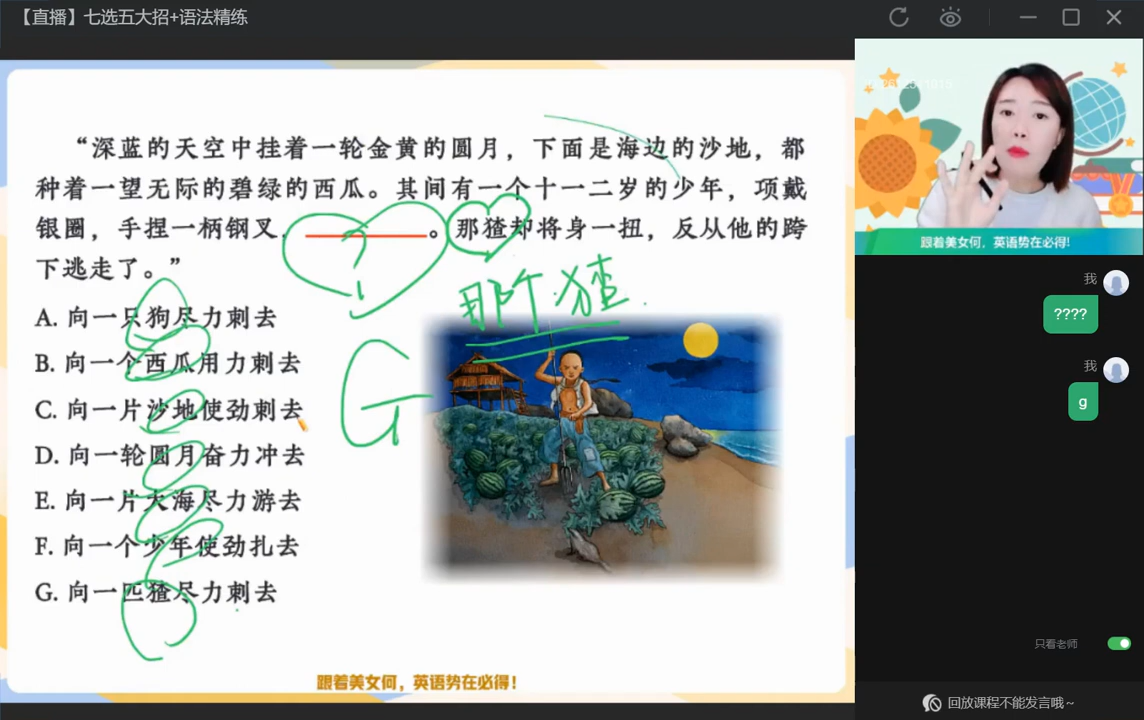 【直播】七选五大招+语法精练
“深蓝的天空中挂着一轮金黄的圆月，下面是海边的沙地，都
种着一望无际的碧绿的西瓜。其间有一个十一二岁的少年，项戴
银圈，手捏一柄钢叉，。那猹却将身一扭，反从他的跨
下逃走了。”
那个猹.
A. 向一只狗尽力刺去
B. 向一个西瓜用力刺去
C. 向一片沙地使劲刺去
D. 向一轮圆月奋力冲去
E. 向一片大海尽力游去
F. 向一个少年使劲扎去
G. 向一匹猹尽力刺去
G
跟着美女何，英语势在必得！
跟着美女何，英语势在必得!
我
????
我
g
只看老师
回放课程不能发言哦~